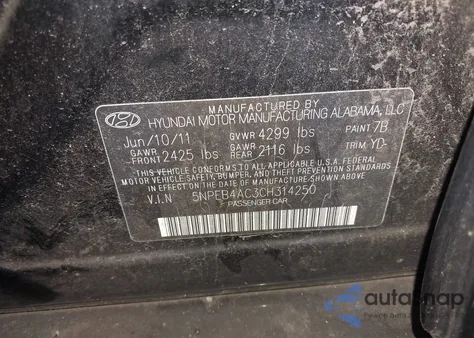 MANUFACTURED BY
HYUNDAI MOTOR MANUFACTURING ALABAMA, LLC
Jun/10/11 GVWR 4299 lbs PAINT 7B
GAWR FRONT 2425 lbs GAWR REAR 2116 lbs TRIM YD-
THIS VEHICLE CONFORMS TO ALL APPLICABLE U.S.A. FEDERAL
MOTOR VEHICLE SAFETY, BUMPER, AND THEFT PREVENTION STANDARDS
IN EFFECT ON THE DATE OF MANUFACTURE SHOWN ABOVE.
V.I.N 5NPEB4AC3CH314250
PASSENGER CAR
autosnap